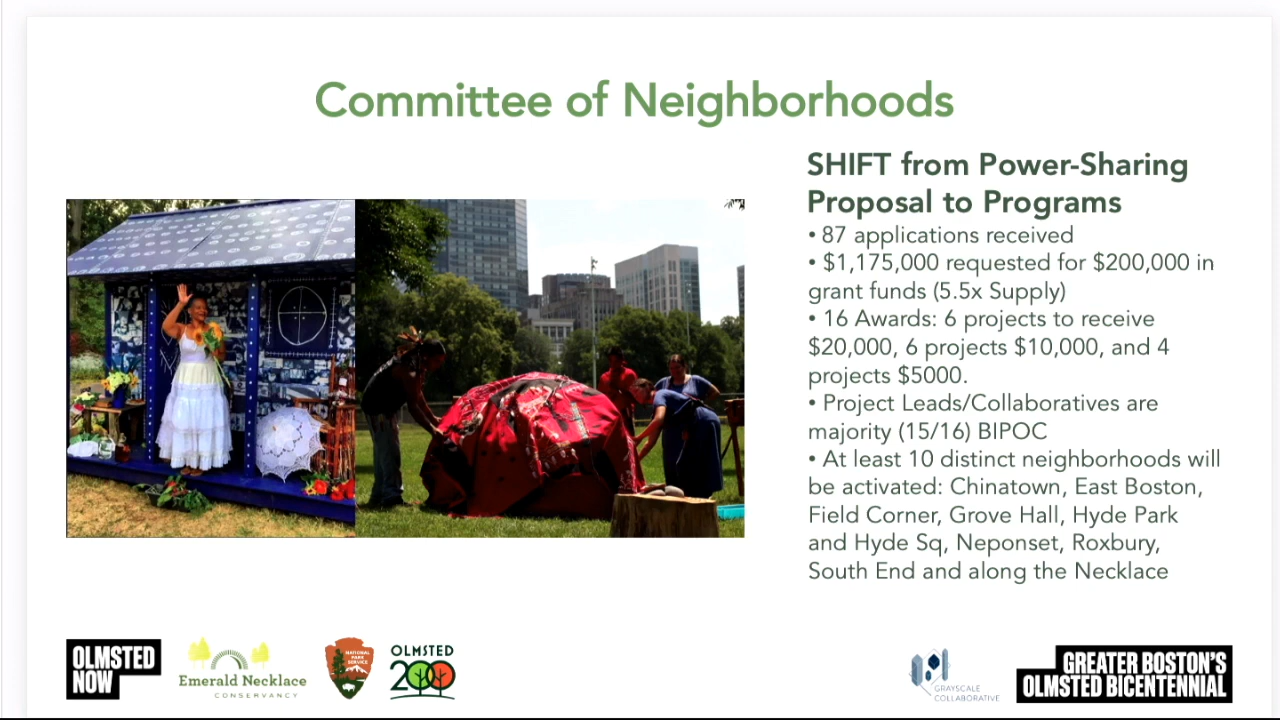 Committee of Neighborhoods
SHIFT from Power-Sharing
Proposal to Programs
• 87 applications received
• $1,175,000 requested for $200,000 in
grant funds (5.5x Supply)
• 16 Awards: 6 projects to receive
$20,000, 6 projects $10,000, and 4
projects $5000.
• Project Leads/Collaboratives are
majority (15/16) BIPOC
• At least 10 distinct neighborhoods will
be activated: Chinatown, East Boston,
Field Corner, Grove Hall, Hyde Park
and Hyde Sq, Neponset, Roxbury,
South End and along the Necklace
OLMSTED
NOW
Emerald Necklace
CONSERVANCY
NATIONAL
PARK
SERVICE
OLMSTED
200
GRAYSCALE
COLLABORATIVE
GREATER BOSTON'S
OLMSTED BICENTENNIAL